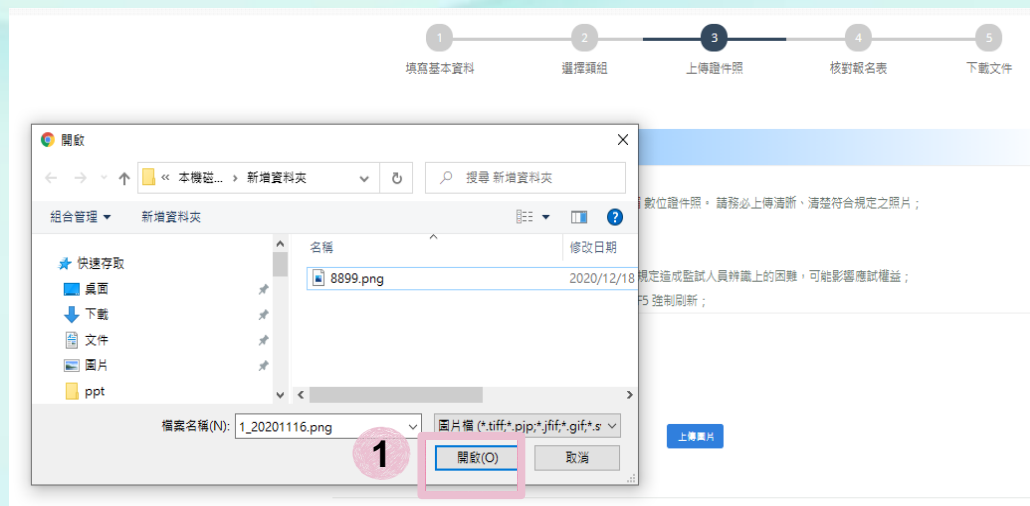 1 2 3 4 5
填寫基本資料 選擇類組 上傳證件照 核對報名表 下載文件
開啟
« 本機磁... › 新增資料夾
搜尋 新增資料夾
數位證件照。 請務必上傳清晰、清楚符合規定之照片；
組合管理 新增資料夾
名稱 修改日期
快速存取
8899.png 2020/12/18
規定造成監試人員辨識上的困難，可能影響應試權益；
桌面
F5 強制刷新；
下載
文件
圖片
ppt
檔案名稱(N): 1_20201116.png 圖片檔 (*.tiff;*.pjp;*.jfif;*.gif;*.s
上傳圖片
1 開啟(O) 取消